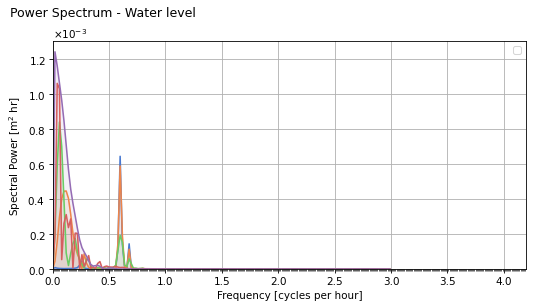 Power Spectrum - Water level
×10⁻³
1.2
1.0
0.8
0.6
0.4
0.2
0.0
0.0 0.5 1.0 1.5 2.0 2.5 3.0 3.5 4.0
Spectral Power [m² hr]
Frequency [cycles per hour]